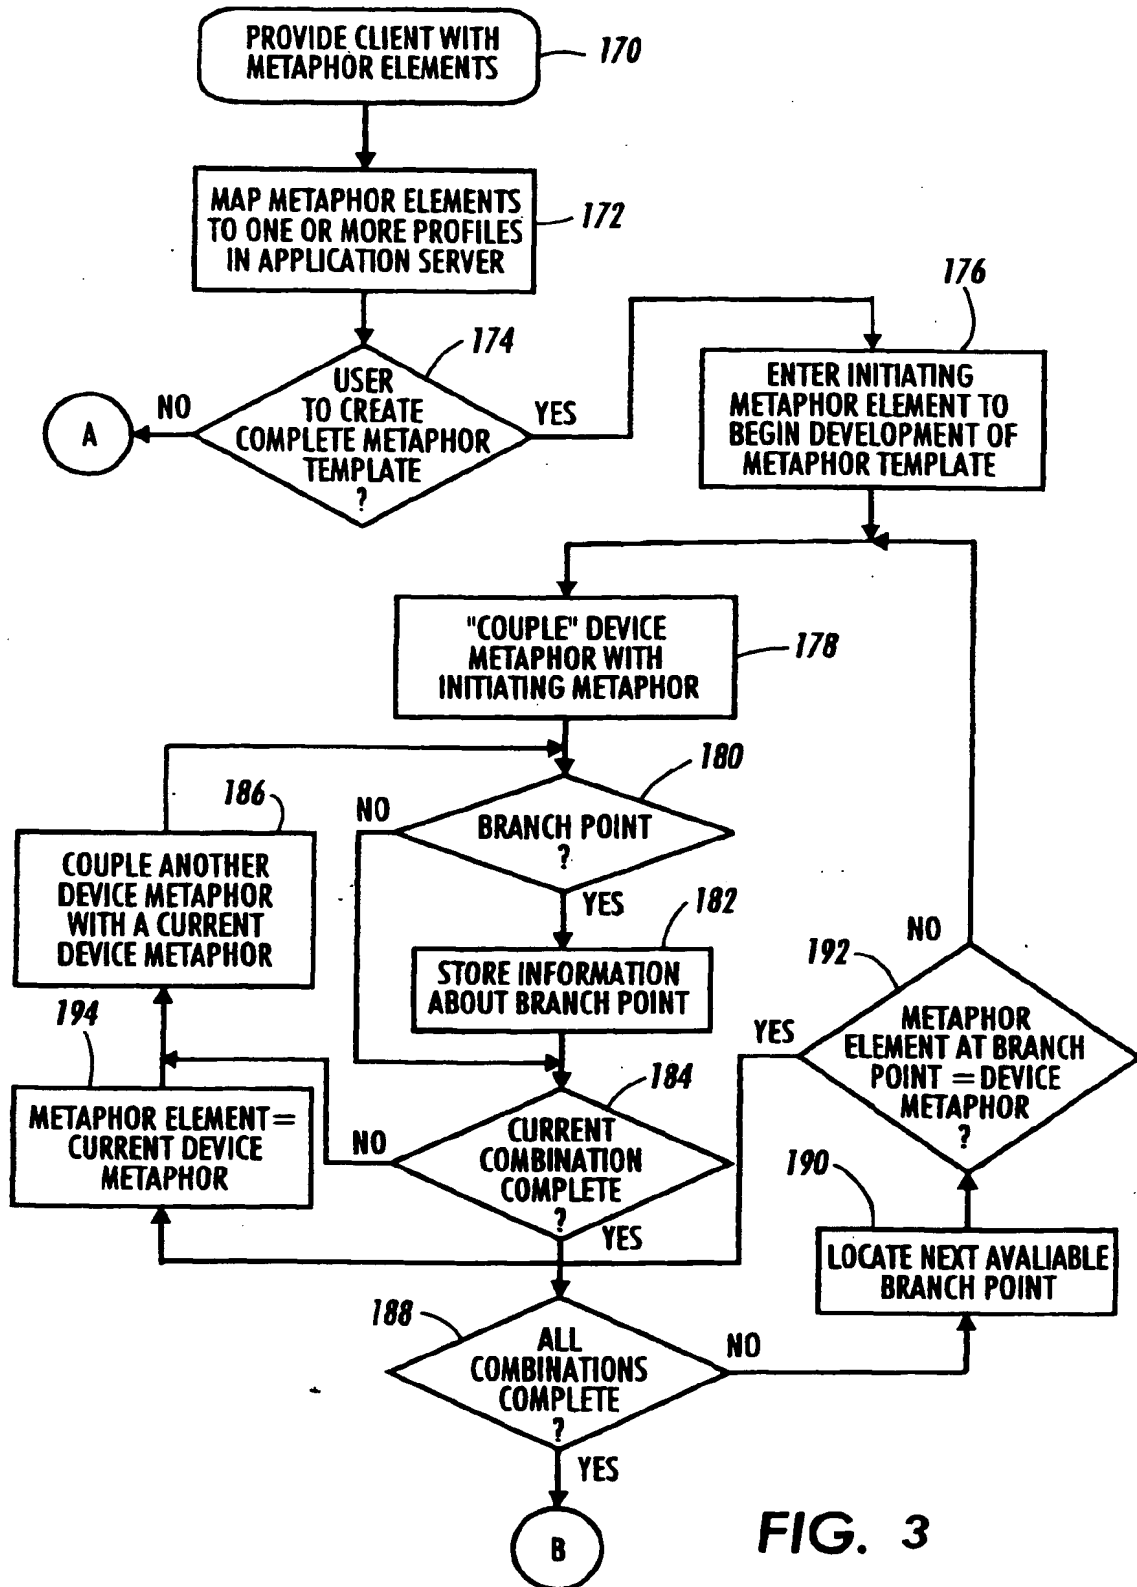 PROVIDE CLIENT WITH
METAPHOR ELEMENTS
170
MAP METAPHOR ELEMENTS
TO ONE OR MORE PROFILES
IN APPLICATION SERVER
172
174
USER
TO CREATE
COMPLETE METAPHOR
TEMPLATE
?
NO
A
YES
176
ENTER INITIATING
METAPHOR ELEMENT TO
BEGIN DEVELOPMENT OF
METAPHOR TEMPLATE
"COUPLE" DEVICE
METAPHOR WITH
INITIATING METAPHOR
178
180
BRANCH POINT
?
NO
YES
186
COUPLE ANOTHER
DEVICE METAPHOR
WITH A CURRENT
DEVICE METAPHOR
182
STORE INFORMATION
ABOUT BRANCH POINT
NO
192
METAPHOR
ELEMENT AT BRANCH
POINT = DEVICE
METAPHOR
?
YES
194
METAPHOR ELEMENT=
CURRENT DEVICE
METAPHOR
184
CURRENT
COMBINATION
COMPLETE
?
NO
YES
190
LOCATE NEXT AVALIABLE
BRANCH POINT
188
ALL
COMBINATIONS
COMPLETE
?
NO
YES
B
FIG. 3